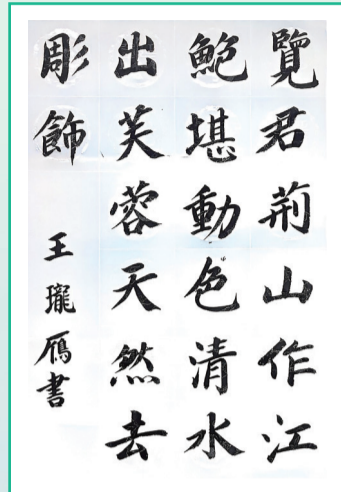 覽君荊山作江
鮑堪動色清水
出芙蓉天然去
彫飾
王瓏鴈書